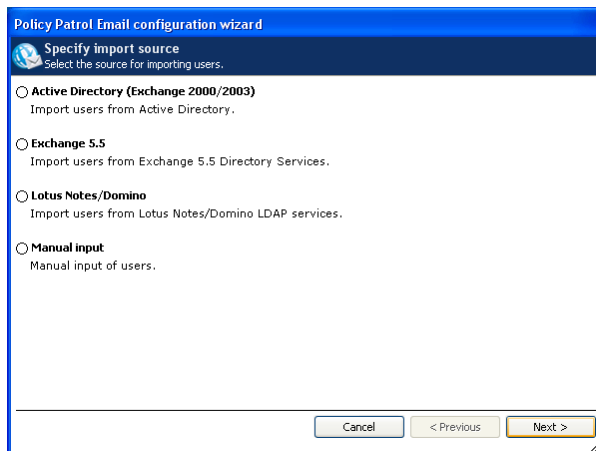 Policy Patrol Email configuration wizard
Specify import source
Select the source for importing users.
Active Directory (Exchange 2000/2003)
Import users from Active Directory.
Exchange 5.5
Import users from Exchange 5.5 Directory Services.
Lotus Notes/Domino
Import users from Lotus Notes/Domino LDAP services.
Manual input
Manual input of users.
Cancel
< Previous
Next >